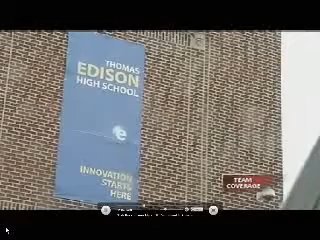 THOMAS
EDISON
HIGH SCHOOL
e
INNOVATION
STARTS
HERE
TEAM
COVERAGE